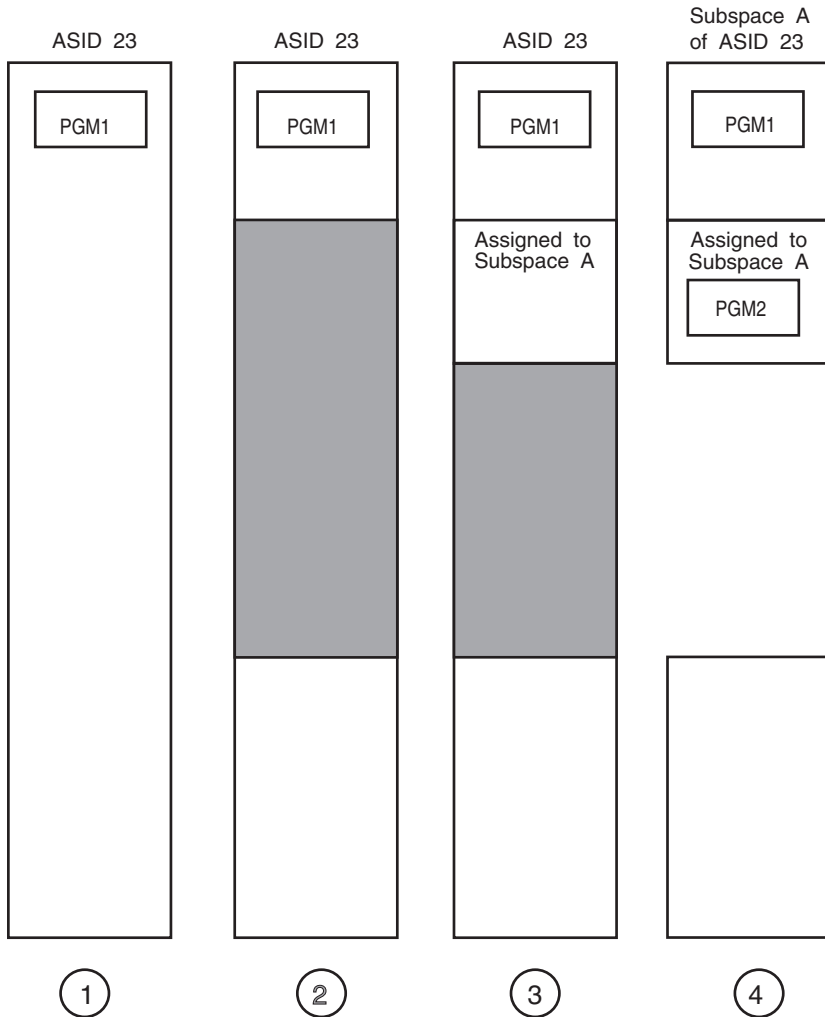 ASID 23
ASID 23
ASID 23
Subspace A
of ASID 23
PGM1
PGM1
PGM1
PGM1
Assigned to
Subspace A
Assigned to
Subspace A
PGM2
1
2
3
4